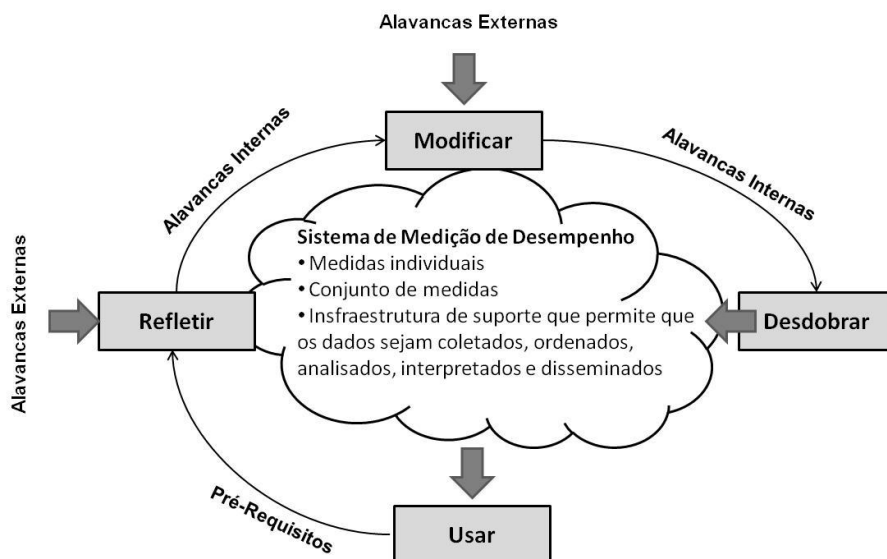 Alavancas Externas
Modificar
Alavancas Internas
Alavancas Internas
Sistema de Medição de Desempenho
• Medidas individuais
• Conjunto de medidas
• Insfraestrutura de suporte que permite que
os dados sejam coletados, ordenados,
analisados, interpretados e disseminados
Alavancas Externas
Refletir
Desdobrar
Pré-Requisitos
Usar